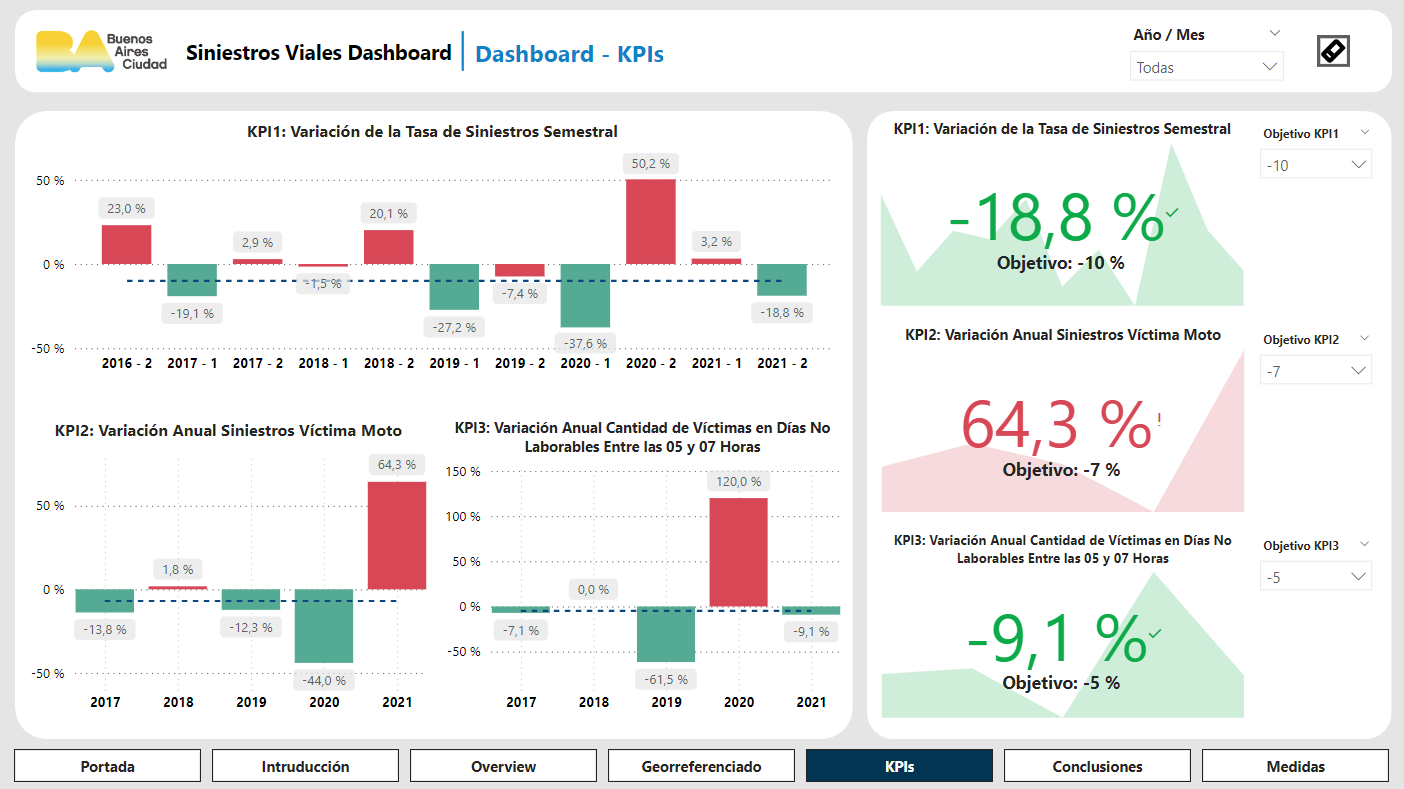 BA Buenos
Aires
Ciudad
Siniestros Viales Dashboard
Dashboard - KPIs
Año / Mes
Todas
KPI1: Variación de la Tasa de Siniestros Semestral
50 %
0 %
-50 %
23,0 %
-19,1 %
2,9 %
-1,5 %
20,1 %
-27,2 %
-7,4 %
-37,6 %
50,2 %
3,2 %
-18,8 %
2016 - 2 2017 - 1 2017 - 2 2018 - 1 2018 - 2 2019 - 1 2019 - 2 2020 - 1 2020 - 2 2021 - 1 2021 - 2
KPI2: Variación Anual Siniestros Víctima Moto
50 %
0 %
-50 %
-13,8 %
1,8 %
-12,3 %
-44,0 %
64,3 %
2017 2018 2019 2020 2021
KPI3: Variación Anual Cantidad de Víctimas en Días No
Laborables Entre las 05 y 07 Horas
150 %
100 %
50 %
0 %
-50 %
-7,1 %
0,0 %
-61,5 %
120,0 %
-9,1 %
2017 2018 2019 2020 2021
KPI1: Variación de la Tasa de Siniestros Semestral
-18,8 %
Objetivo: -10 %
Objetivo KPI1
-10
KPI2: Variación Anual Siniestros Víctima Moto
64,3 %!
Objetivo: -7 %
Objetivo KPI2
-7
KPI3: Variación Anual Cantidad de Víctimas en Días No
Laborables Entre las 05 y 07 Horas
-9,1 %
Objetivo: -5 %
Objetivo KPI3
-5
Portada
Intruducción
Overview
Georreferenciado
KPIs
Conclusiones
Medidas